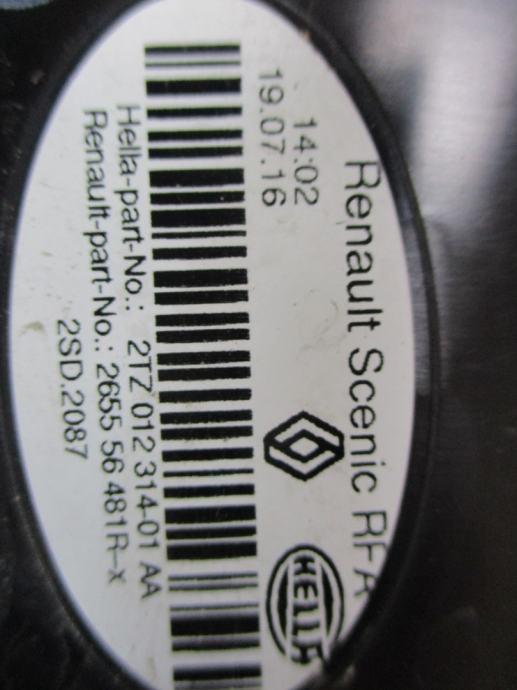 Renault Scenic RFA
14:02
19.07.16
HELLA
Hella-part-No.: 2TZ 012 314-01 AA
Renault-part-No.: 2655 56 481R-x
2SD.2087